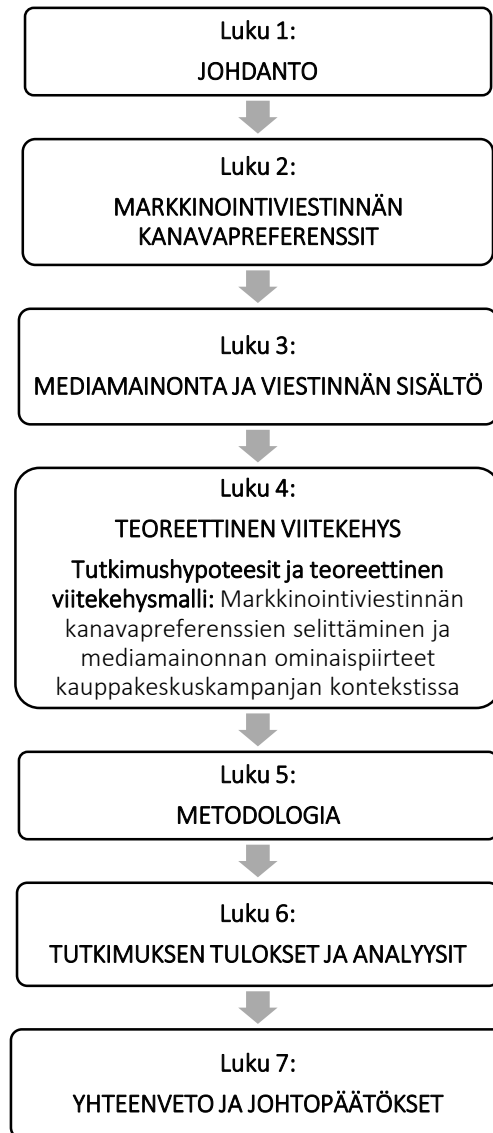 Luku 1:
JOHDANTO
Luku 2:
MARKKINOINTIVIESTINNÄN
KANAVAPREFERENSSIT
Luku 3:
MEDIAMAINONTA JA VIESTINNÄN SISÄLTÖ
Luku 4:
TEOREETTINEN VIITEKEHYS
Tutkimushypoteesit ja teoreettinen
viitekehysmalli: Markkinointiviestinnän
kanavapreferenssien selittäminen ja
mediamainonnan ominaispiirteet
kauppakeskuskampanjan kontekstissa
Luku 5:
METODOLOGIA
Luku 6:
TUTKIMUKSEN TULOKSET JA ANALYYSIT
Luku 7:
YHTEENVETO JA JOHTOPÄÄTÖKSET